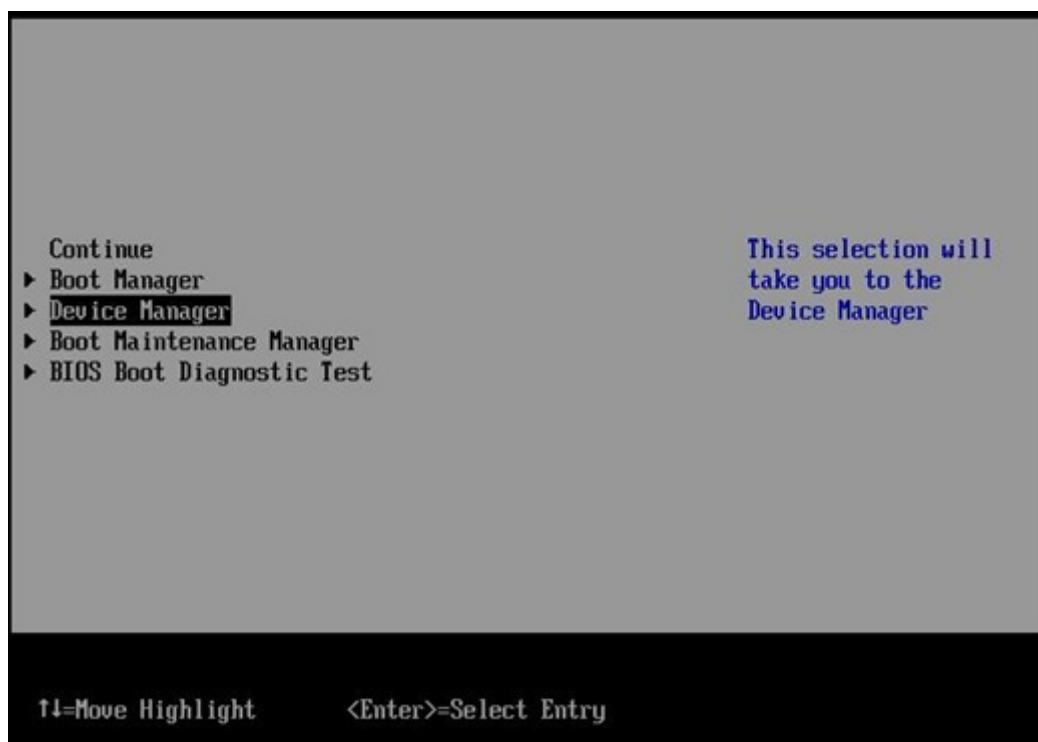 Continue
Boot Manager
Device Manager
Boot Maintenance Manager
BIOS Boot Diagnostic Test
This selection will
take you to the
Device Manager
↑↓=Move Highlight <Enter>=Select Entry